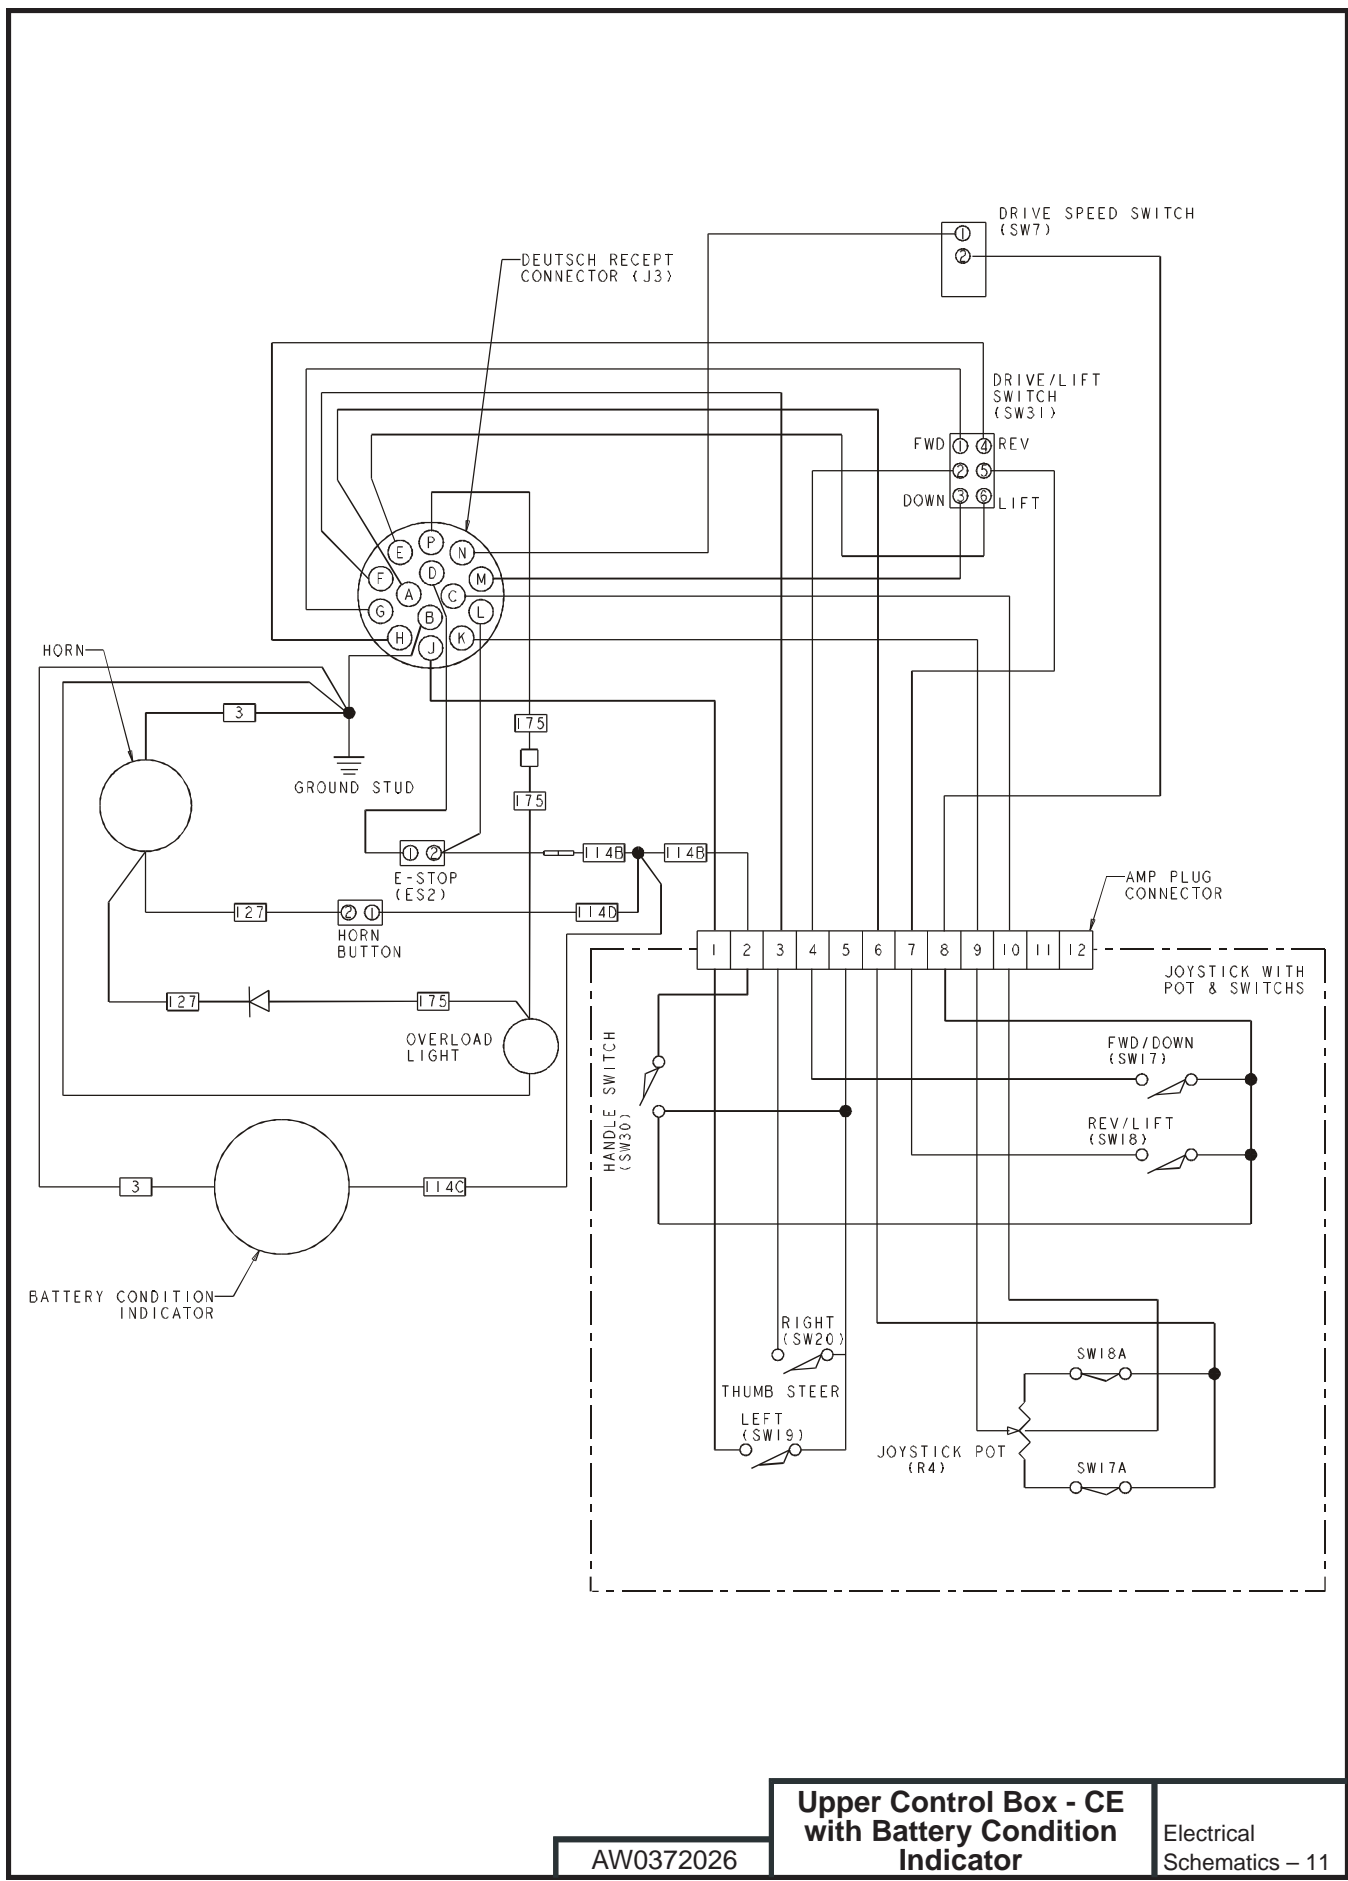 DRIVE SPEED SWITCH
(SW7)
1
2
DEUTSCH RECEPT
CONNECTOR (J3)
DRIVE/LIFT
SWITCH
(SW31)
FWD 1 4 REV
2 5
DOWN 3 6 LIFT
P
E N
D
F M
A C
G L
B
H K
J
HORN
3
175
GROUND STUD
175
1 2
114B
114B
E-STOP
(ES2)
AMP PLUG
CONNECTOR
127
2 1
114D
HORN
BUTTON
1 2 3 4 5 6 7 8 9 10 11 12
JOYSTICK WITH
POT & SWITCHS
127
175
OVERLOAD
LIGHT
HANDLE SWITCH
(SW30)
FWD/DOWN
(SW17)
REV/LIFT
(SW18)
3
114C
BATTERY CONDITION
INDICATOR
RIGHT
(SW20)
THUMB STEER
LEFT
(SW19)
SW18A
JOYSTICK POT
(R4)
SW17A
AW0372026
Upper Control Box - CE
with Battery Condition
Indicator
Electrical
Schematics – 11